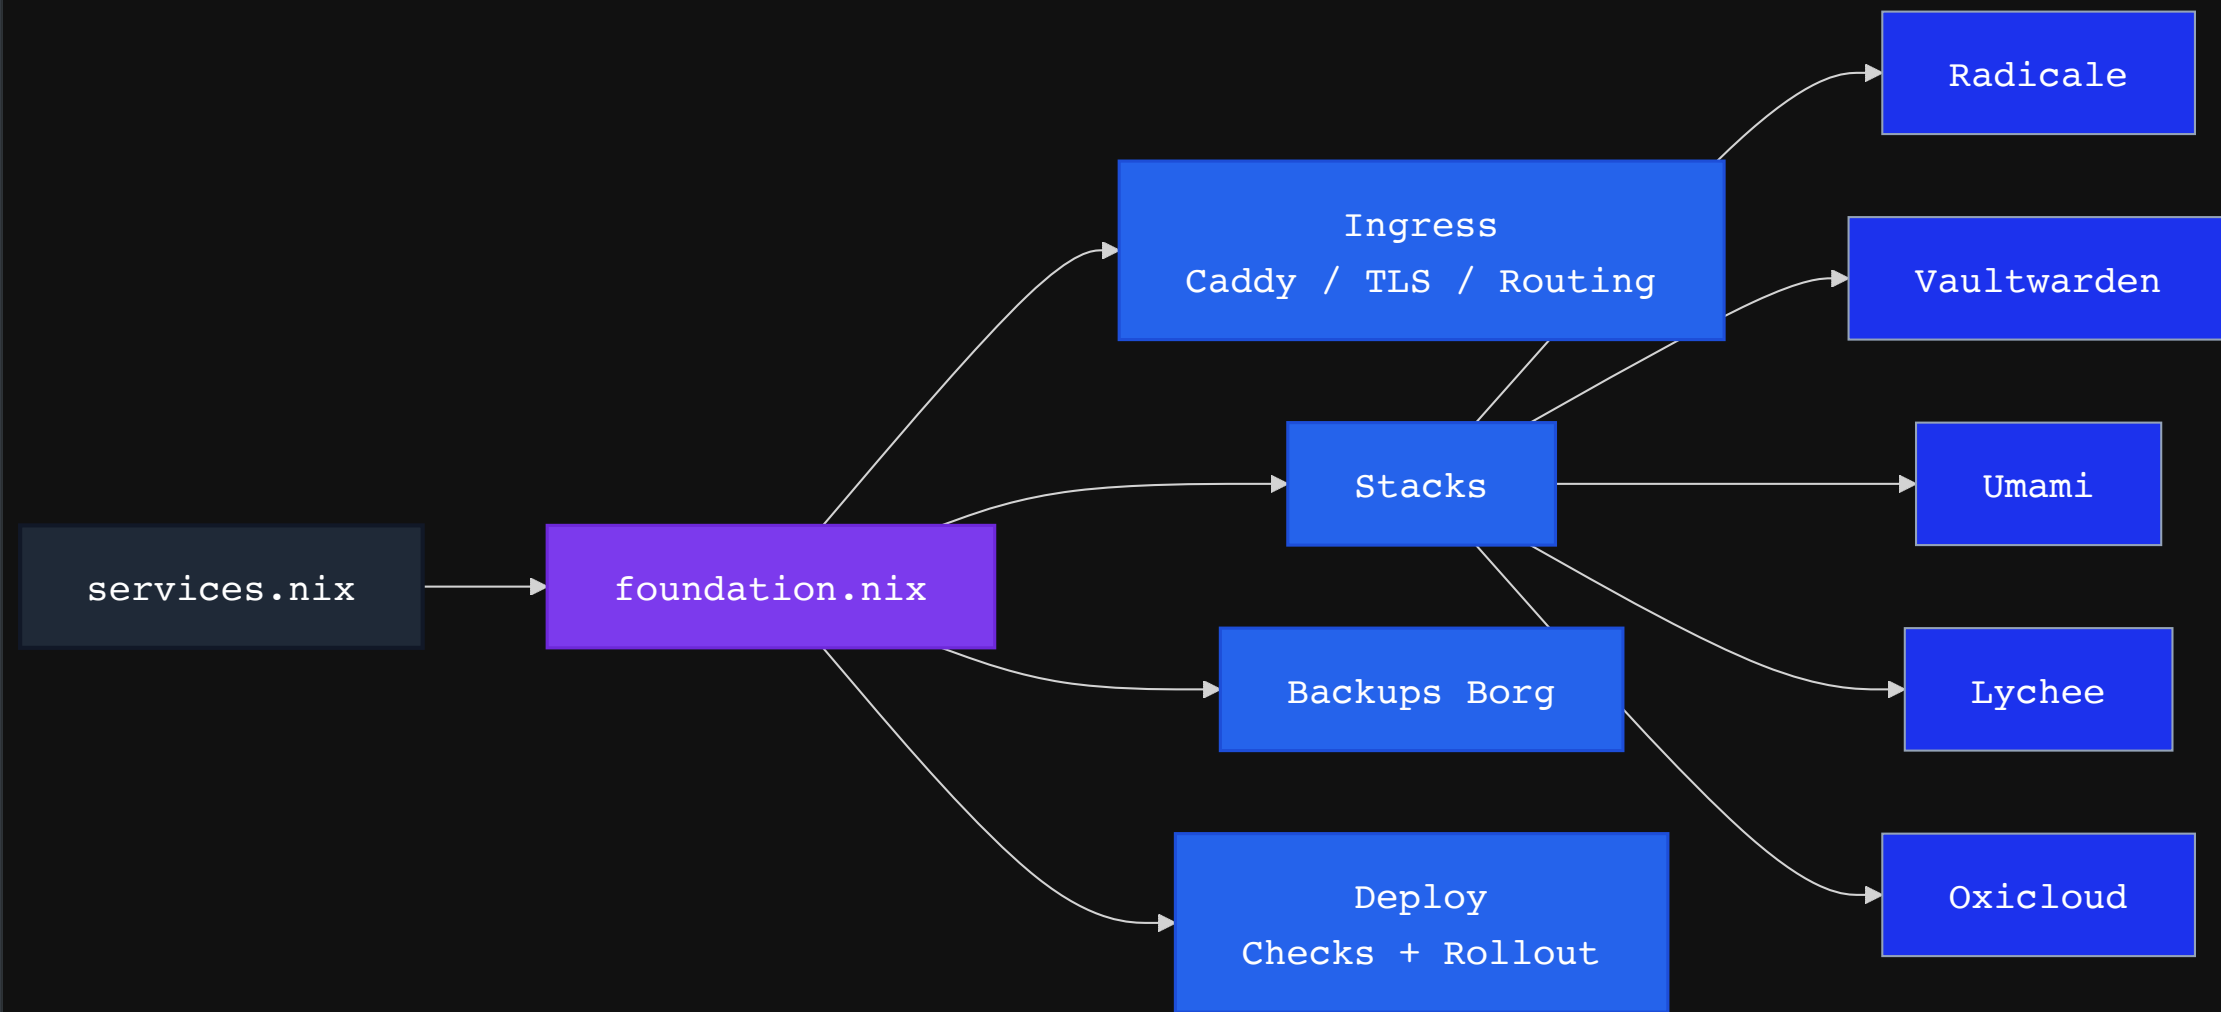 services.nix
foundation.nix
Ingress
Caddy / TLS / Routing
Stacks
Backups Borg
Deploy
Checks + Rollout
Radicale
Vaultwarden
Umami
Lychee
Oxicloud